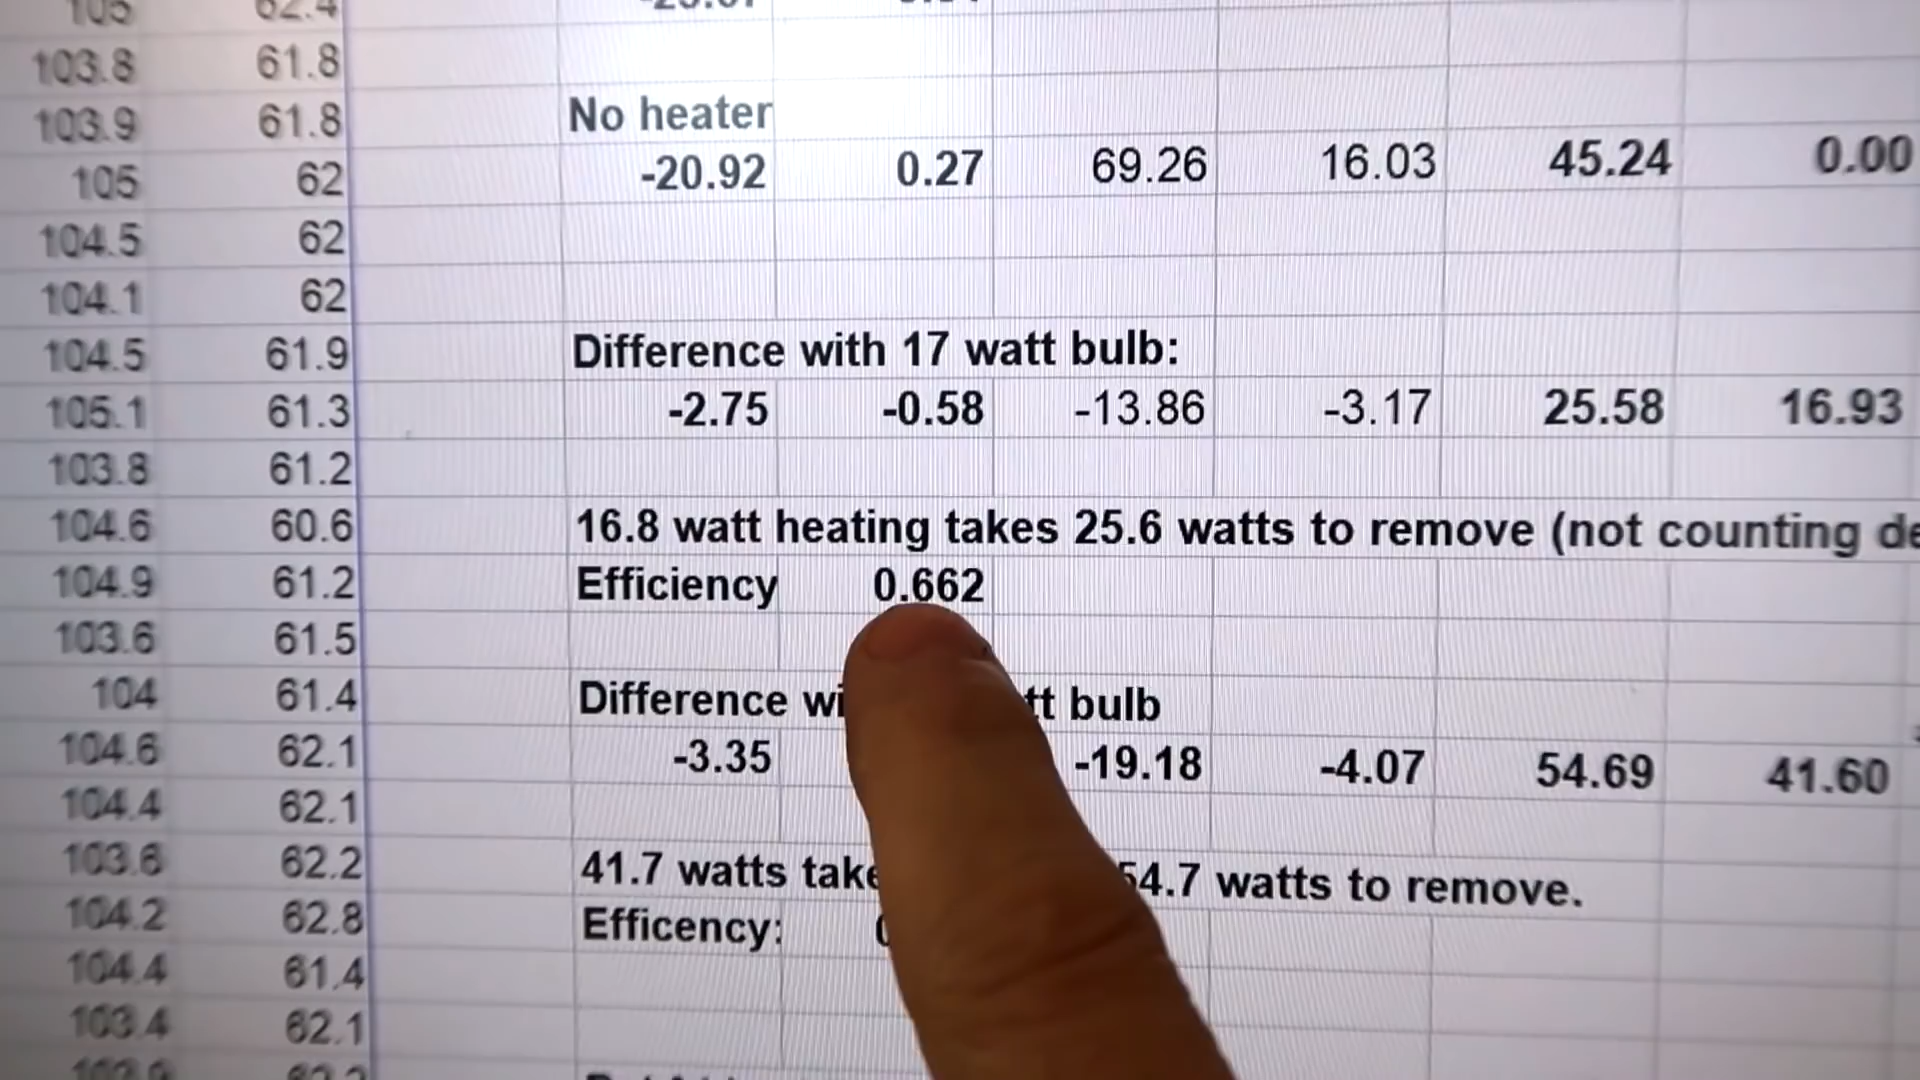 105 62.4
103.8 61.8
No heater
103.9 61.8
105 62 -20.92 0.27 69.26 16.03 45.24 0.00
104.5 62
104.1 62
104.5 61.9 Difference with 17 watt bulb:
105.1 61.3 -2.75 -0.58 -13.86 -3.17 25.58 16.93
103.8 61.2
104.6 60.6 16.8 watt heating takes 25.6 watts to remove (not counting
104.9 61.2 Efficiency 0.662
103.6 61.5
104 61.4 Difference bulb
104.6 62.1 -3.35 -19.18 -4.07 54.69 41.60
104.4 62.1
103.6 62.2 41.7 watts 54.7 watts to remove.
104.2 62.8 Efficency:
104.4 61.4
103.4 62.1